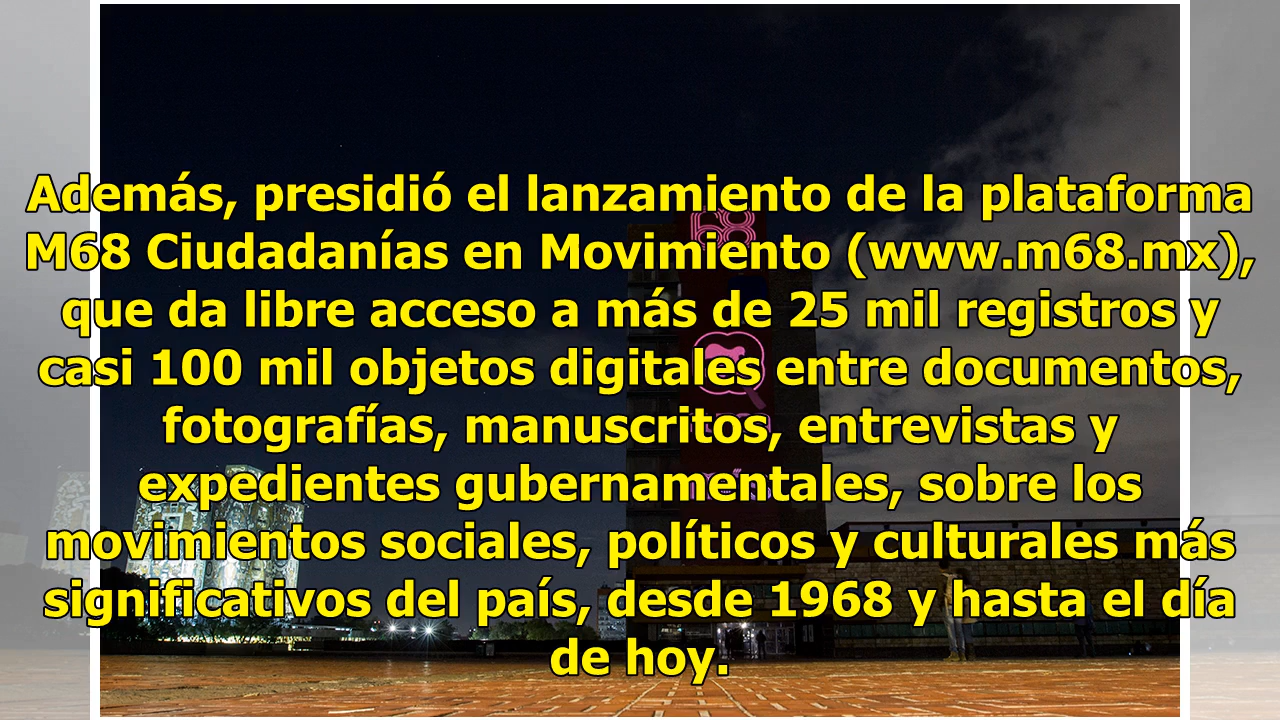 Además, presidió el lanzamiento de la plataforma
M68 Ciudadanías en Movimiento (www.m68.mx),
que da libre acceso a más de 25 mil registros y
casi 100 mil objetos digitales entre documentos,
fotografías, manuscritos, entrevistas y
expedientes gubernamentales, sobre los
movimientos sociales, políticos y culturales más
significativos del país, desde 1968 y hasta el día
de hoy.
68